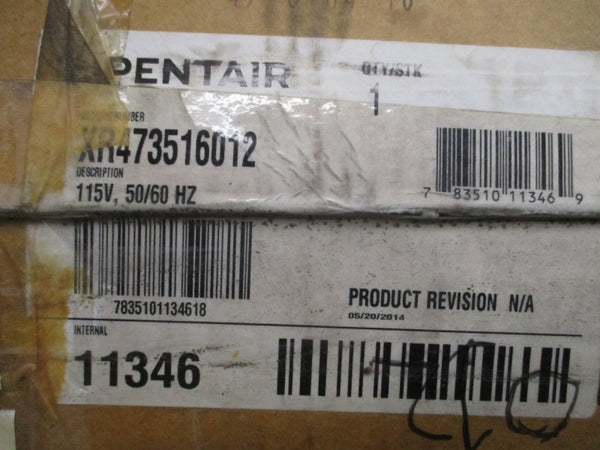 PENTAIR
QTY/STK
1
NUMBER
XR473516012
DESCRIPTION
115V, 50/60 HZ
7 83510 11346 9
7835101134618
PRODUCT REVISION N/A
05/20/2014
INTERNAL
11346